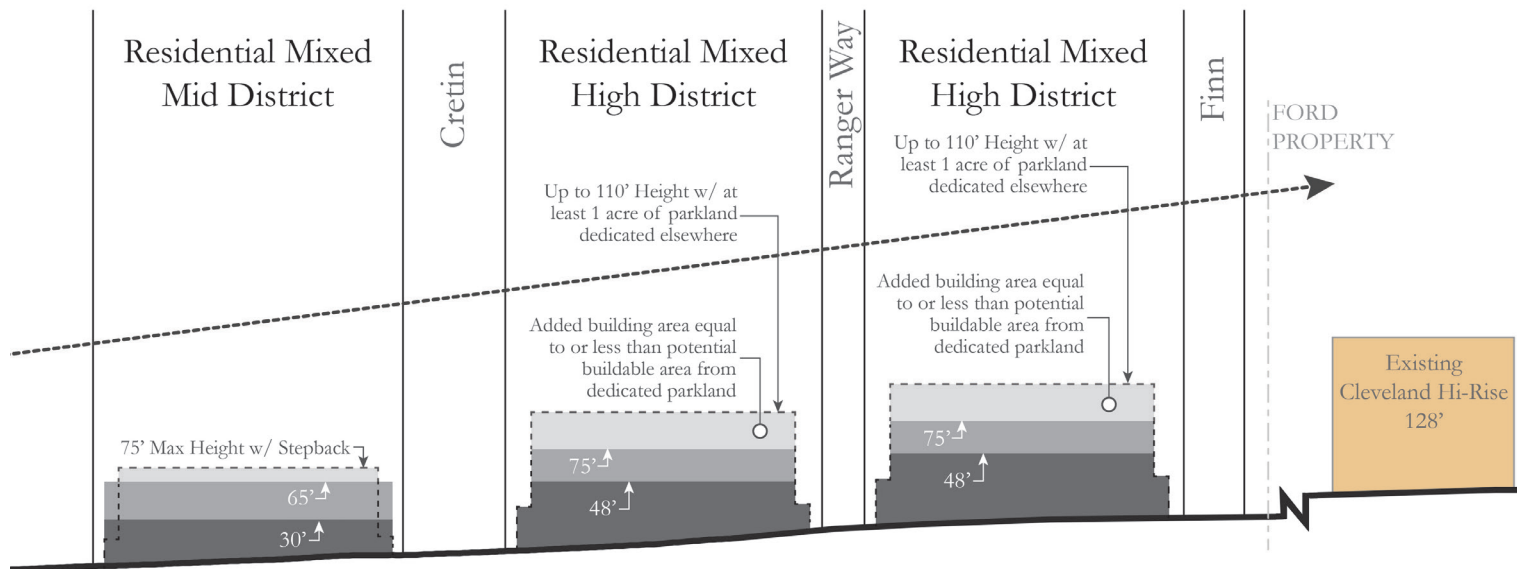 Residential Mixed
Mid District
Cretin
Residential Mixed
High District
Ranger Way
Residential Mixed
High District
Finn
FORD
PROPERTY
Up to 110’ Height w/ at
least 1 acre of parkland
dedicated elsewhere
Up to 110’ Height w/ at
least 1 acre of parkland
dedicated elsewhere
Added building area equal
to or less than potential
buildable area from
dedicated parkland
Added building area equal
to or less than potential
buildable area from
dedicated parkland
75’ Max Height w/ Stepback
65’
30’
75’
48’
75’
48’
Existing
Cleveland Hi-Rise
128’